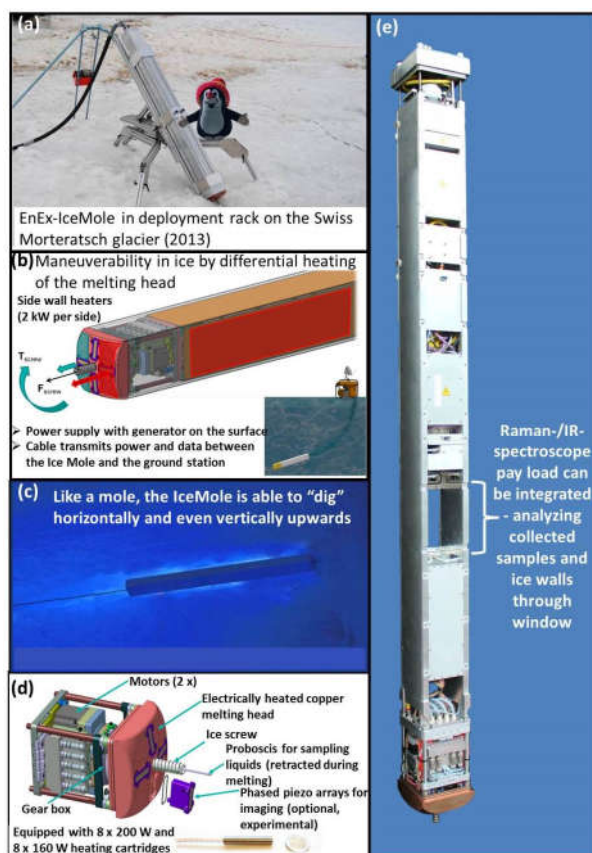 (a)
EnEx-IceMole in deployment rack on the Swiss
Morteratsch glacier (2013)
(b) Maneuverability in ice by differential heating
of the melting head
Side wall heaters
(2 kW per side)
T screw
F screw
➢ Power supply with generator on the surface
➢ Cable transmits power and data between
the Ice Mole and the ground station
(c) Like a mole, the IceMole is able to “dig”
horizontally and even vertically upwards
(d)
Motors (2 x)
Electrically heated copper
melting head
Ice screw
Proboscis for sampling
liquids (retracted during
melting)
Phased piezo arrays for
imaging (optional,
experimental)
Gear box
Equipped with 8 x 200 W and
8 x 160 W heating cartridges
(e)
Raman-/IR-
spectroscope
pay load can
be integrated
- analyzing
collected
samples and
ice walls
through
window